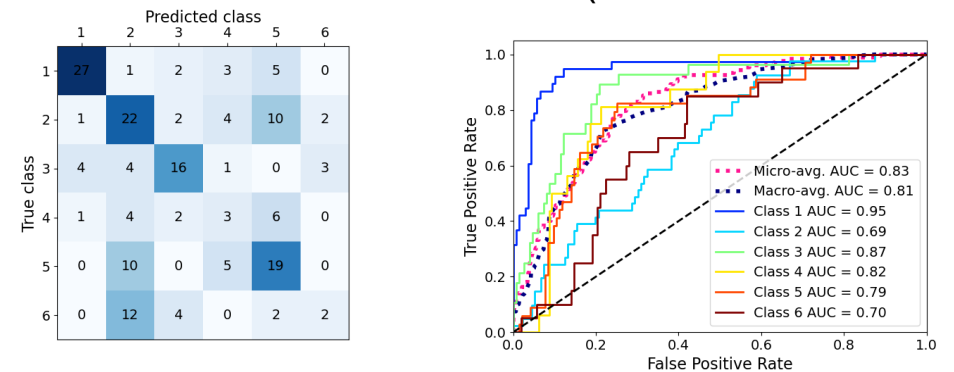 Predicted class
1 2 3 4 5 6
True class
1 27 1 2 3 5 0
2 1 22 2 4 10 2
3 4 4 16 1 0 3
4 1 4 2 3 6 0
5 0 10 0 5 19 0
6 0 12 4 0 2 2
True Positive Rate
1.0
0.8
0.6
0.4
0.2
0.0
Micro-avg. AUC = 0.83
Macro-avg. AUC = 0.81
Class 1 AUC = 0.95
Class 2 AUC = 0.69
Class 3 AUC = 0.87
Class 4 AUC = 0.82
Class 5 AUC = 0.79
Class 6 AUC = 0.70
0.0 0.2 0.4 0.6 0.8 1.0
False Positive Rate